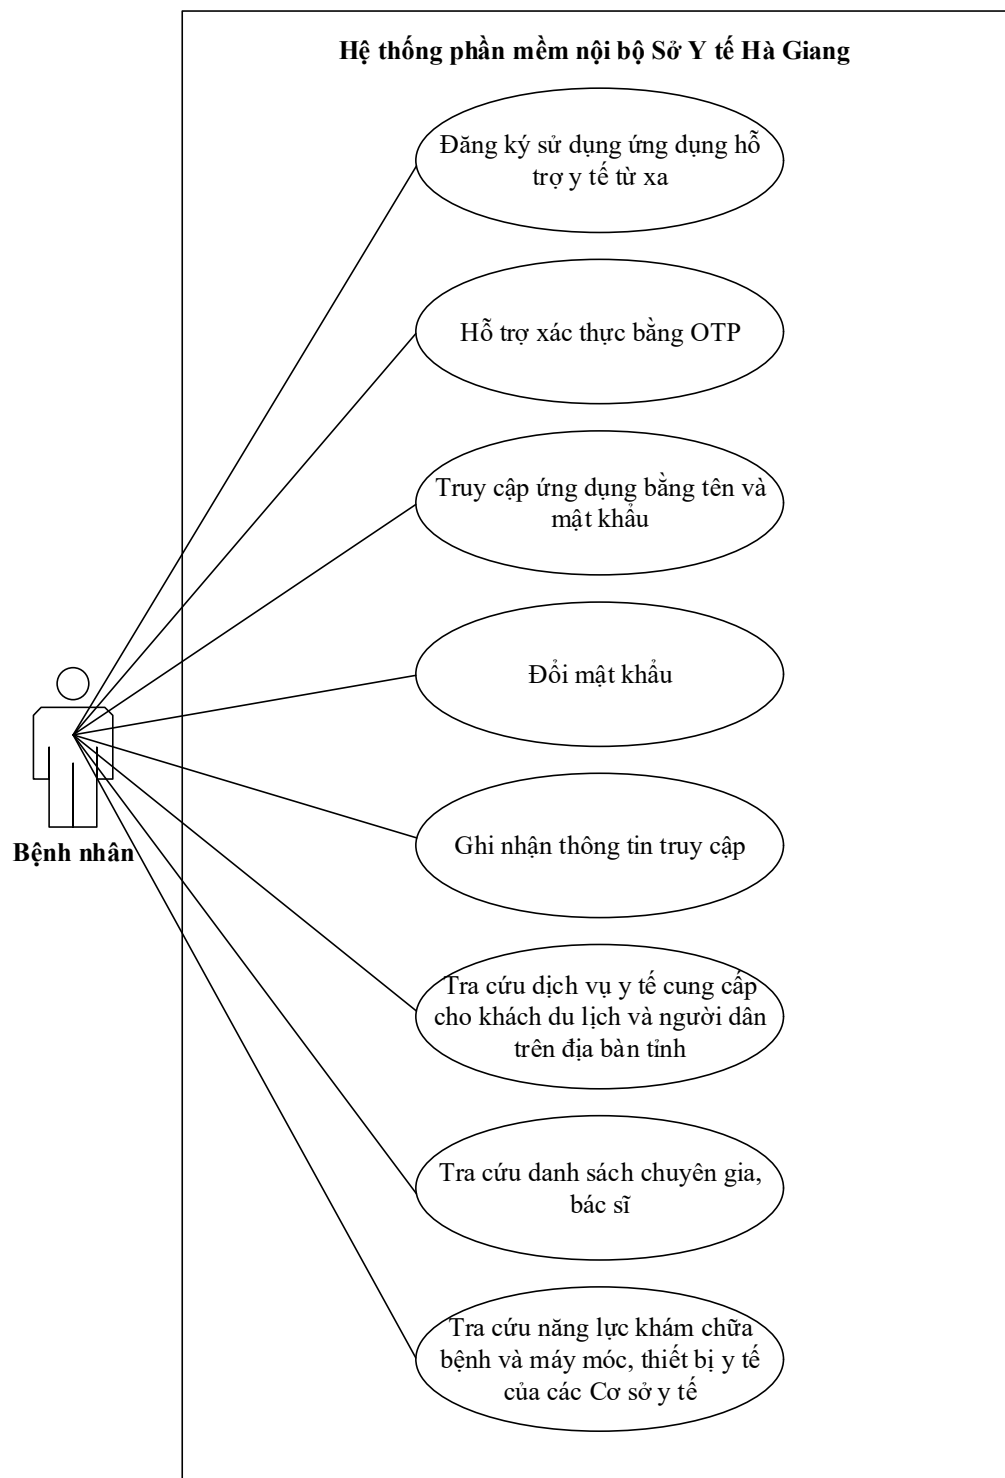 Hệ thống phần mềm nội bộ Sở Y tế Hà Giang
Đăng ký sử dụng ứng dụng hỗ
trợ y tế từ xa
Hỗ trợ xác thực bằng OTP
Truy cập ứng dụng bằng tên và
mật khẩu
Đổi mật khẩu
Ghi nhận thông tin truy cập
Bệnh nhân
Tra cứu dịch vụ y tế cung cấp
cho khách du lịch và người dân
trên địa bàn tỉnh
Tra cứu danh sách chuyên gia,
bác sĩ
Tra cứu năng lực khám chữa
bệnh và máy móc, thiết bị y tế
của các Cơ sở y tế